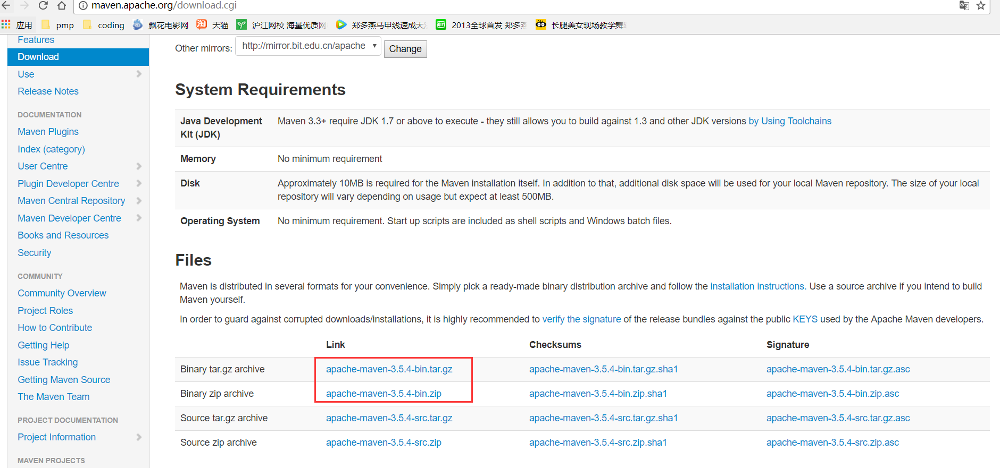 maven.apache.org/download.cgi
应用 pmp coding 飘花电影网 天猫 沪江网校 海量优质网 郑多燕马甲线速成大 2013全球首发 郑多 长腿美女现场教学舞
Features
Download
Use
Release Notes
DOCUMENTATION
Maven Plugins
Index (category)
User Centre
Plugin Developer Centre
Maven Central Repository
Maven Developer Centre
Books and Resources
Security
COMMUNITY
Community Overview
Project Roles
How to Contribute
Getting Help
Issue Tracking
Getting Maven Source
The Maven Team
PROJECT DOCUMENTATION
Project Information
MAVEN PROJECTS
Other mirrors: http://mirror.bit.edu.cn/apache Change
System Requirements
Java Development Kit (JDK) Maven 3.3+ require JDK 1.7 or above to execute - they still allows you to build against 1.3 and other JDK versions by Using Toolchains
Memory No minimum requirement
Disk Approximately 10MB is required for the Maven installation itself. In addition to that, additional disk space will be used for your local Maven repository. The size of your local
repository will vary depending on usage but expect at least 500MB.
Operating System No minimum requirement. Start up scripts are included as shell scripts and Windows batch files.
Files
Maven is distributed in several formats for your convenience. Simply pick a ready-made binary distribution archive and follow the installation instructions. Use a source archive if you intend to build
Maven yourself.
In order to guard against corrupted downloads/installations, it is highly recommended to verify the signature of the release bundles against the public KEYS used by the Apache Maven developers.
Link Checksums Signature
Binary tar.gz archive apache-maven-3.5.4-bin.tar.gz apache-maven-3.5.4-bin.tar.gz.sha1 apache-maven-3.5.4-bin.tar.gz.asc
Binary zip archive apache-maven-3.5.4-bin.zip apache-maven-3.5.4-bin.zip.sha1 apache-maven-3.5.4-bin.zip.asc
Source tar.gz archive apache-maven-3.5.4-src.tar.gz apache-maven-3.5.4-src.tar.gz.sha1 apache-maven-3.5.4-src.tar.gz.asc
Source zip archive apache-maven-3.5.4-src.zip apache-maven-3.5.4-src.zip.sha1 apache-maven-3.5.4-src.zip.asc